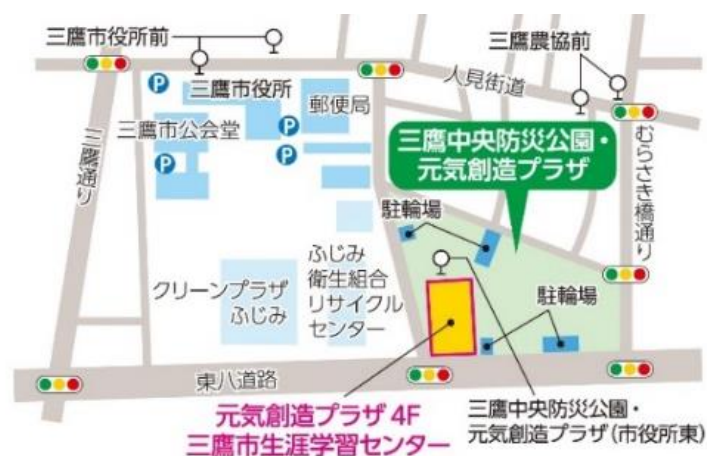 三鷹市役所前
三鷹農協前
三鷹市役所
人見街道
P
郵便局
三鷹市公会堂
P
P
P
三鷹通り
むらさき橋通り
三鷹中央防災公園・
元気創造プラザ
駐輪場
ふじみ
衛生組合
リサイクル
センター
クリーンプラザ
ふじみ
駐輪場
東八道路
元気創造プラザ 4F
三鷹市生涯学習センター
三鷹中央防災公園・
元気創造プラザ(市役所東)